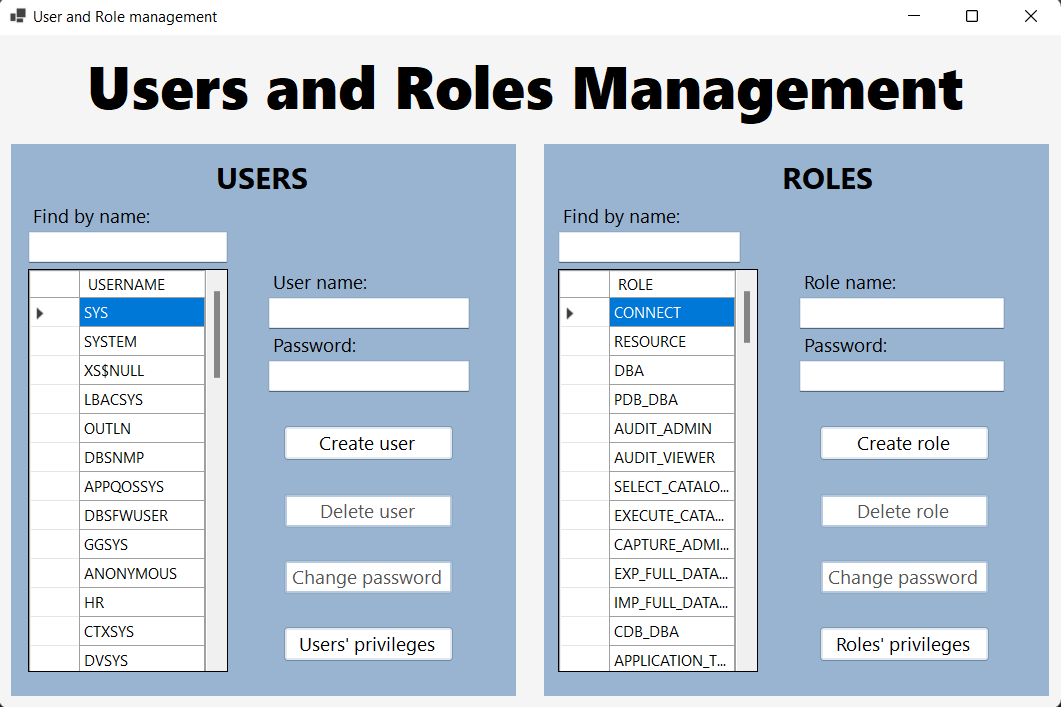 User and Role management
Users and Roles Management
USERS
Find by name:
USERNAME
SYS
SYSTEM
XS$NULL
LBACSYS
OUTLN
DBSNMP
APPQOSSYS
DBSFWUSER
GGSYS
ANONYMOUS
HR
CTXSYS
DVSYS
User name:
Password:
Create user
Delete user
Change password
Users' privileges
ROLES
Find by name:
ROLE
CONNECT
RESOURCE
DBA
PDB_DBA
AUDIT_ADMIN
AUDIT_VIEWER
SELECT_CATALO...
EXECUTE_CATA...
CAPTURE_ADMI...
EXP_FULL_DATA...
IMP_FULL_DATA...
CDB_DBA
APPLICATION_T...
Role name:
Password:
Create role
Delete role
Change password
Roles' privileges